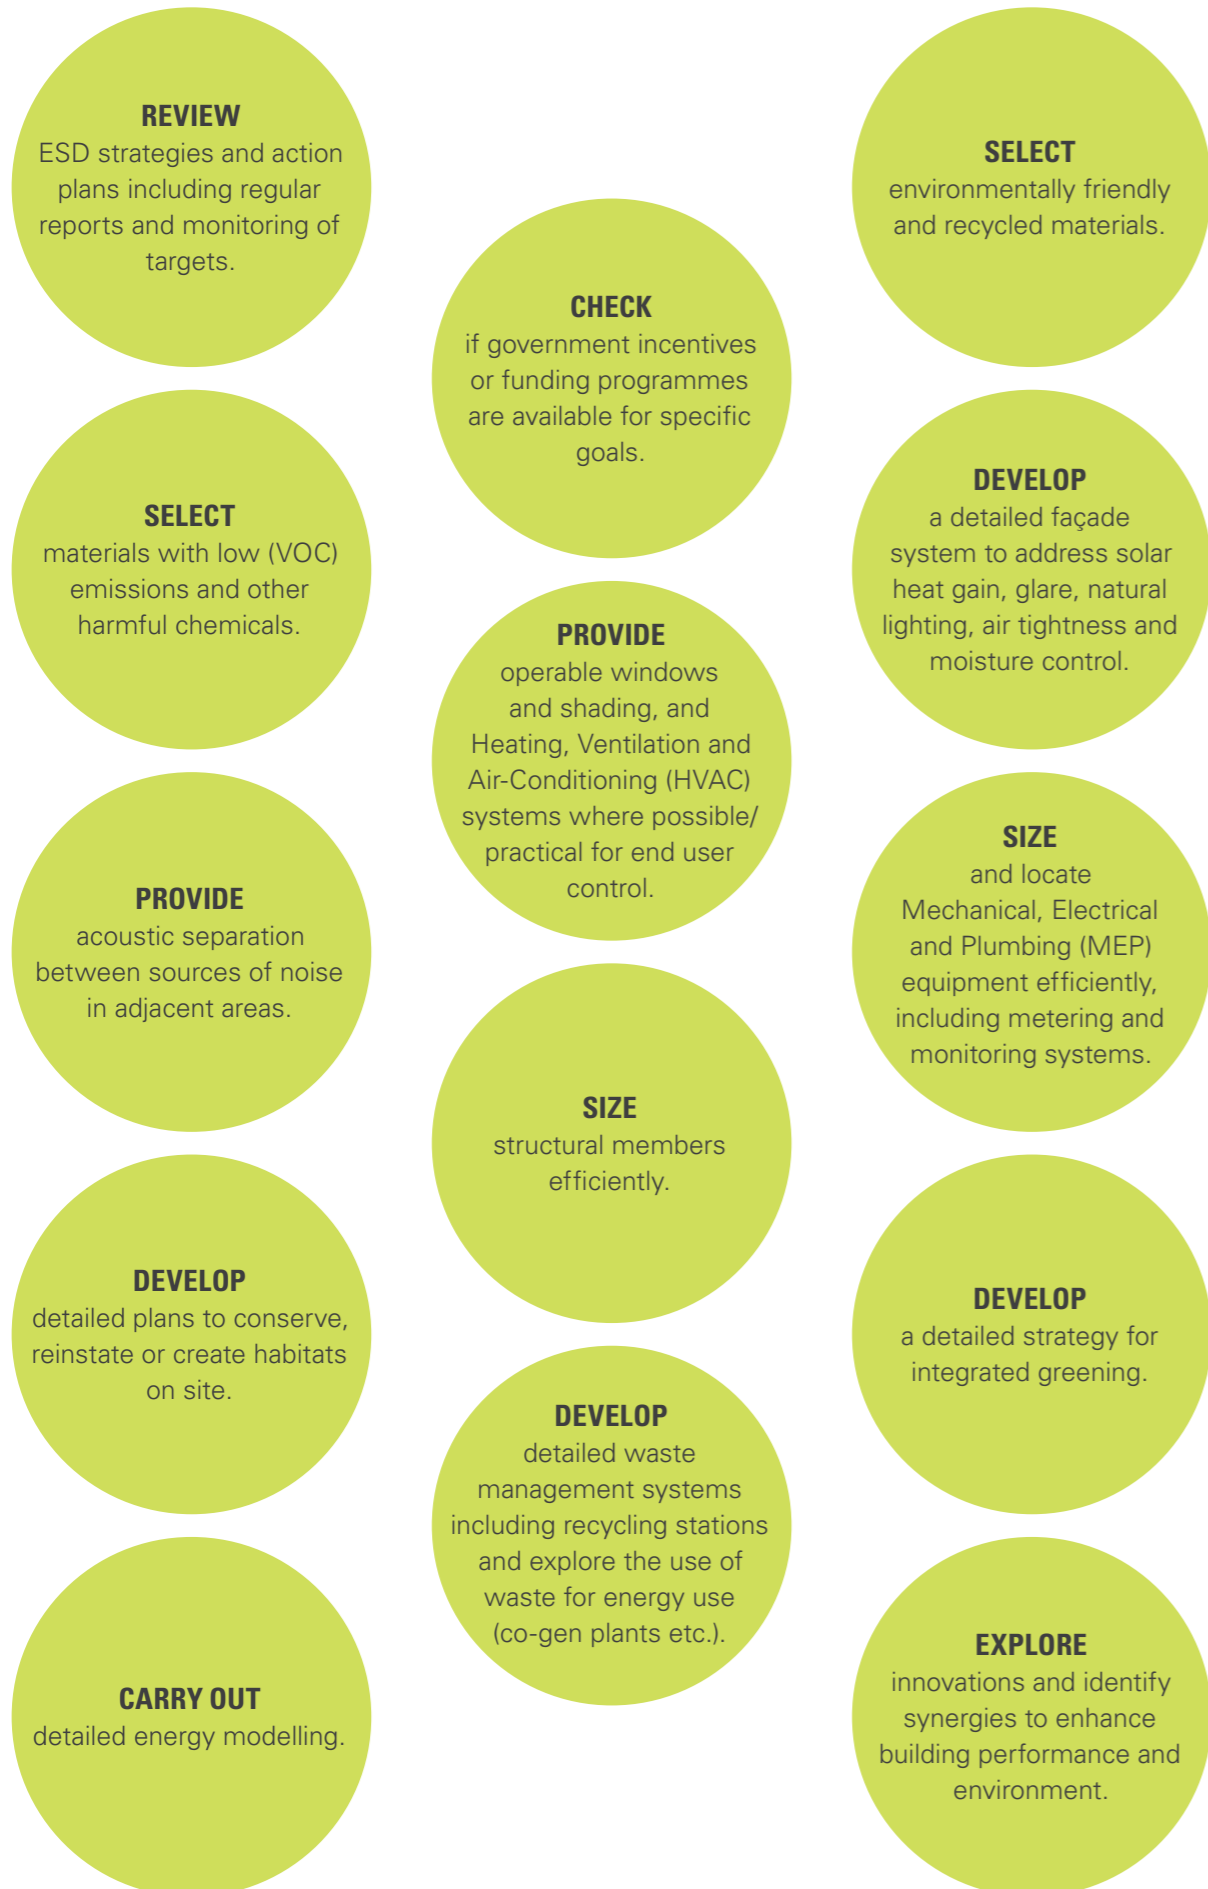 REVIEW
ESD strategies and action
plans including regular
reports and monitoring of
targets.
SELECT
materials with low (VOC)
emissions and other
harmful chemicals.
PROVIDE
acoustic separation
between sources of noise
in adjacent areas.
DEVELOP
detailed plans to conserve,
reinstate or create habitats
on site.
CARRY OUT
detailed energy modelling.
CHECK
if government incentives
or funding programmes
are available for specific
goals.
PROVIDE
operable windows
and shading, and
Heating, Ventilation and
Air-Conditioning (HVAC)
systems where possible/
practical for end user
control.
SIZE
structural members
efficiently.
DEVELOP
detailed waste
management systems
including recycling stations
and explore the use of
waste for energy use
(co-gen plants etc.).
SELECT
environmentally friendly
and recycled materials.
DEVELOP
a detailed façade
system to address solar
heat gain, glare, natural
lighting, air tightness and
moisture control.
SIZE
and locate
Mechanical, Electrical
and Plumbing (MEP)
equipment efficiently,
including metering and
monitoring systems.
DEVELOP
a detailed strategy for
integrated greening.
EXPLORE
innovations and identify
synergies to enhance
building performance and
environment.